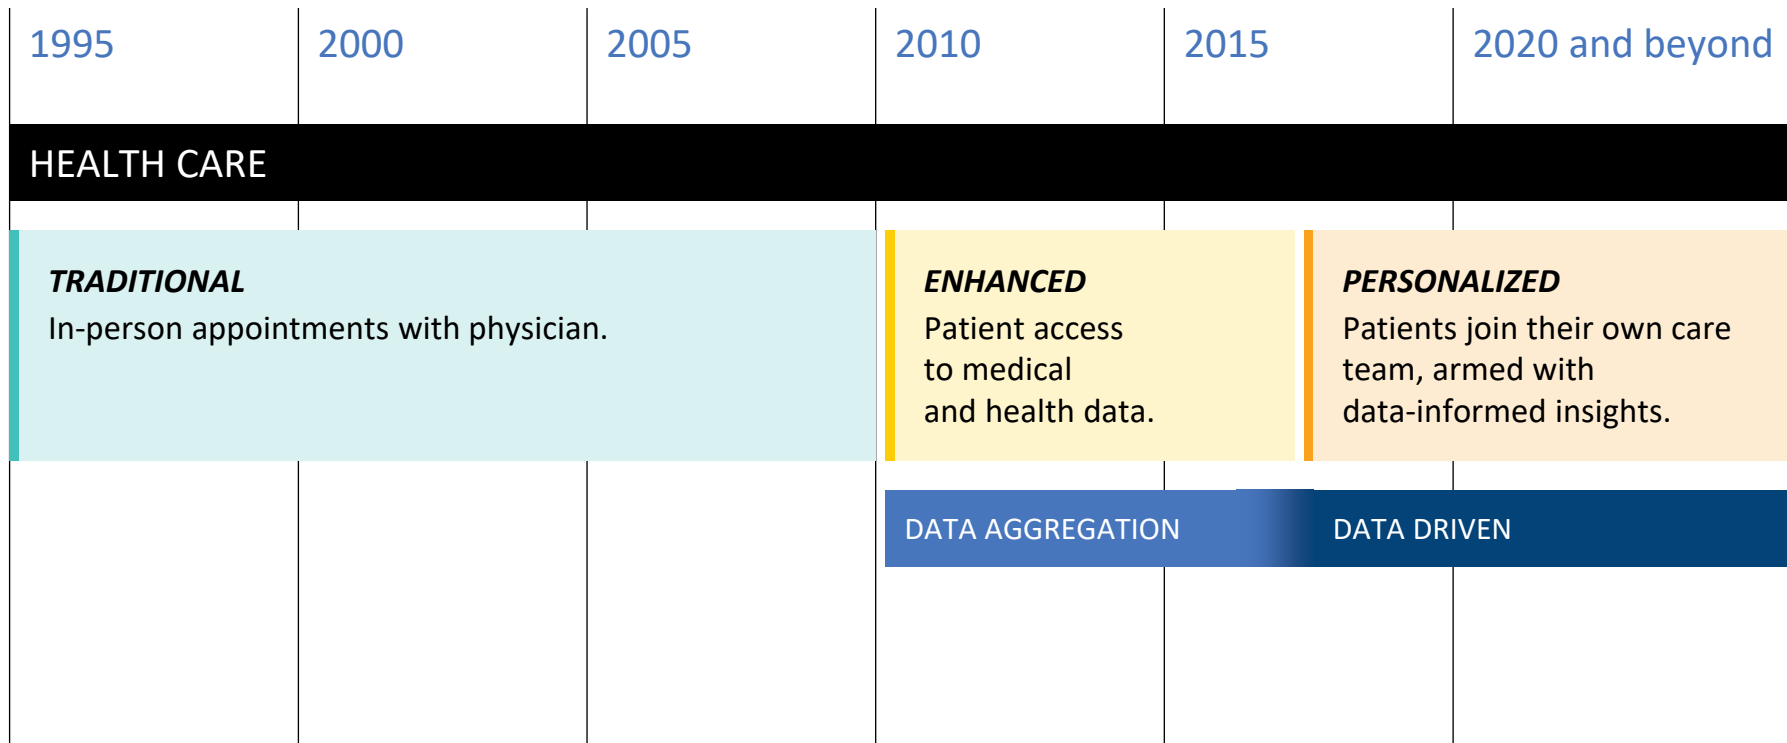 1995
2000
2005
2010
2015
2020 and beyond
HEALTH CARE
TRADITIONAL
In-person appointments with physician.
ENHANCED
Patient access
to medical
and health data.
PERSONALIZED
Patients join their own care
team, armed with
data-informed insights.
DATA AGGREGATION
DATA DRIVEN